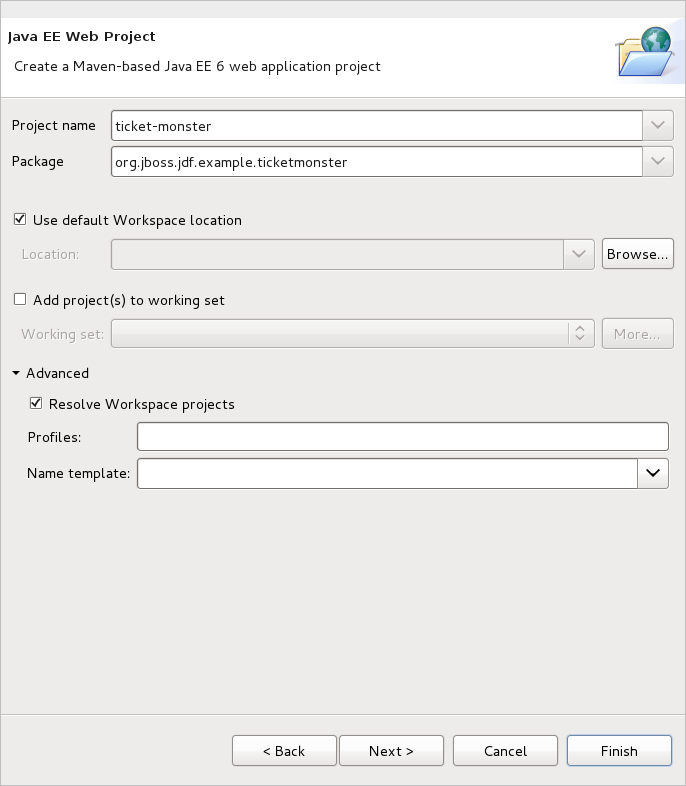 Java EE Web Project
Create a Maven-based Java EE 6 web application project
Project name ticket-monster
Package org.jboss.jdf.example.ticketmonster
Use default Workspace location
Location: Browse...
Add project(s) to working set
Working set: More...
Advanced
Resolve Workspace projects
Profiles:
Name template:
< Back Next > Cancel Finish